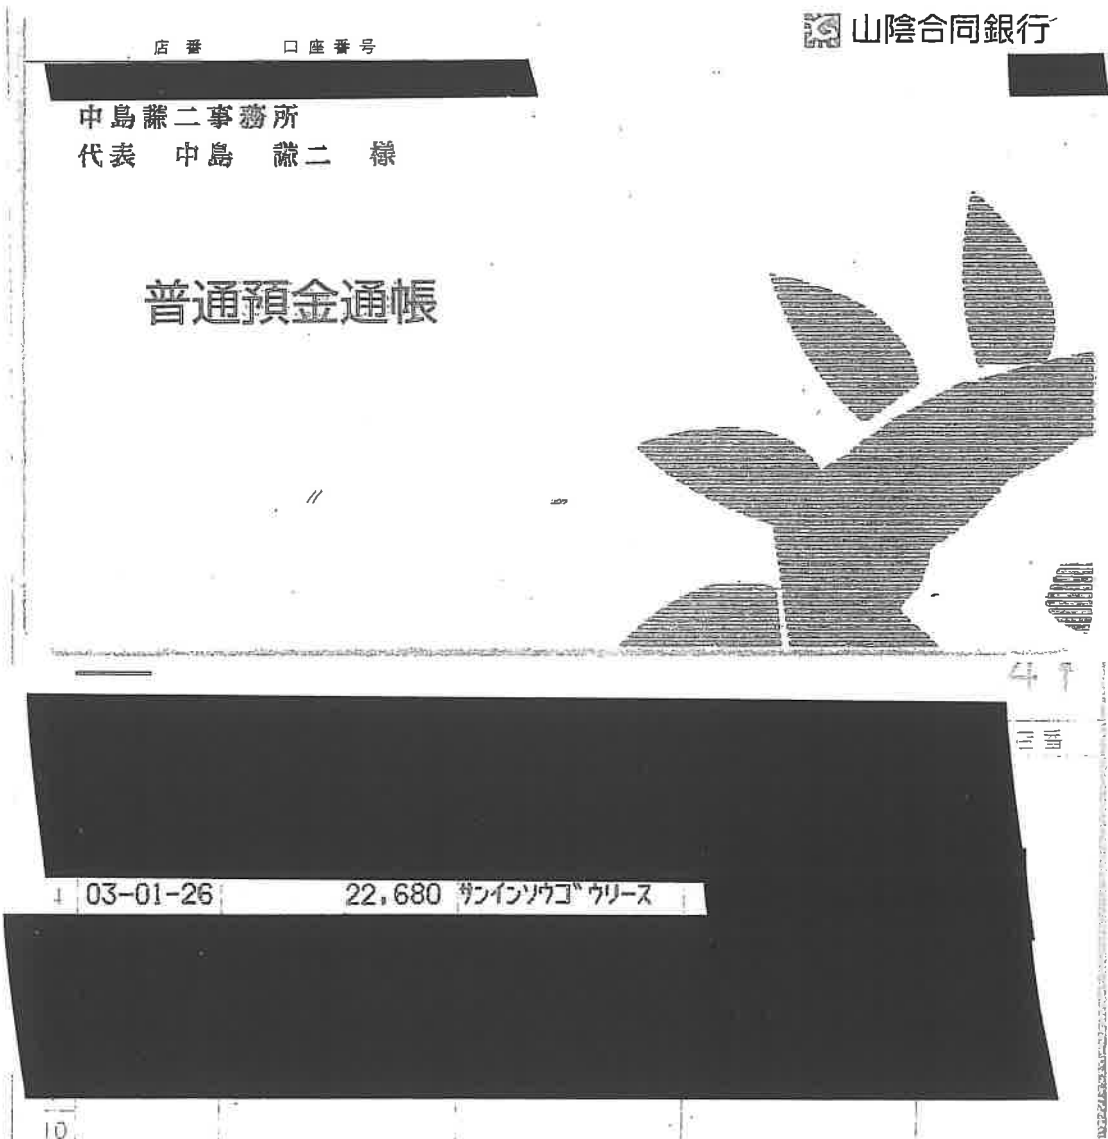 山陰合同銀行
店番 口座番号
中島謙二事務所
代表 中島 謙二 様
普通預金通帳
4 03-01-26 22,680 サンインソウゴウリース
10